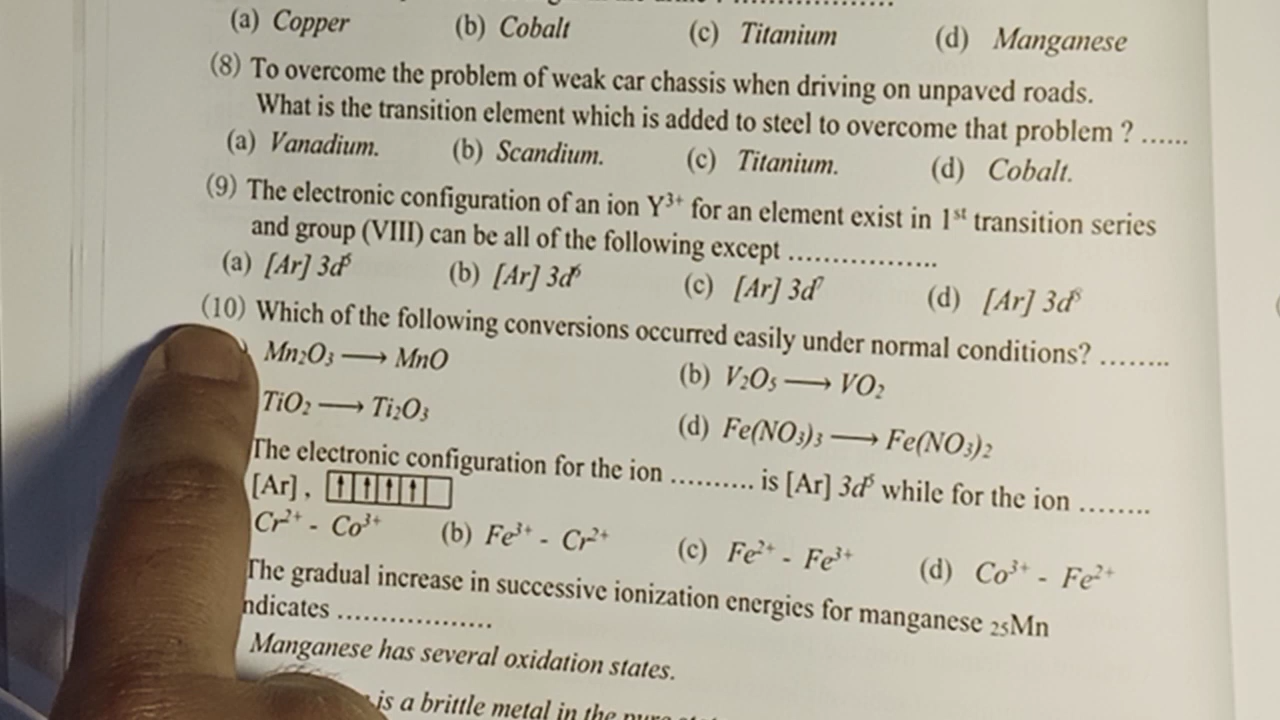 (a) Copper (b) Cobalt (c) Titanium (d) Manganese
(8) To overcome the problem of weak car chassis when driving on unpaved roads.
What is the transition element which is added to steel to overcome that problem ? ......
(a) Vanadium. (b) Scandium. (c) Titanium. (d) Cobalt.
(9) The electronic configuration of an ion Y³⁺ for an element exist in 1ˢᵗ transition series
and group (VIII) can be all of the following except .................
(a) [Ar] 3d⁵ (b) [Ar] 3d⁶ (c) [Ar] 3d⁷ (d) [Ar] 3d⁸
(10) Which of the following conversions occurred easily under normal conditions? ........
Mn₂O₃ ⟶ MnO (b) V₂O₅ ⟶ VO₂
TiO₂ ⟶ Ti₂O₃ (d) Fe(NO₃)₃ ⟶ Fe(NO₃)₂
The electronic configuration for the ion .......... is [Ar] 3d⁵ while for the ion ........
[Ar] , ↑ ↑ ↑ ↑
Cr²⁺ - Co³⁺ (b) Fe³⁺ - Cr²⁺ (c) Fe²⁺ - Fe³⁺ (d) Co³⁺ - Fe²⁺
The gradual increase in successive ionization energies for manganese ₂₅Mn
ndicates ..................
Manganese has several oxidation states.
is a brittle metal in the